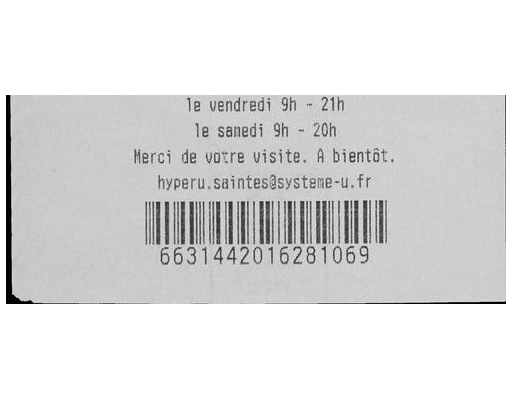 le vendredi 9h - 21h
le samedi 9h - 20h
Merci de votre visite. A bientôt.
hyperu.saintes@systeme-u.fr
6631442016281069